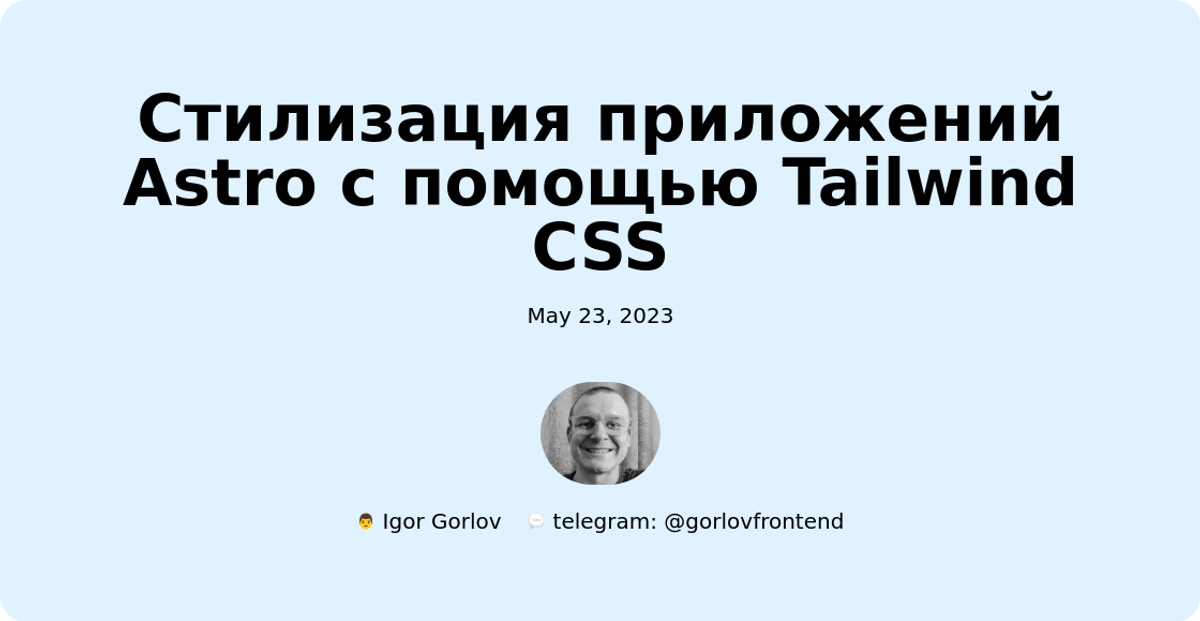 Стилизация приложений
Astro с помощью Tailwind
CSS
May 23, 2023
👨 Igor Gorlov 💬 telegram: @gorlovfrontend